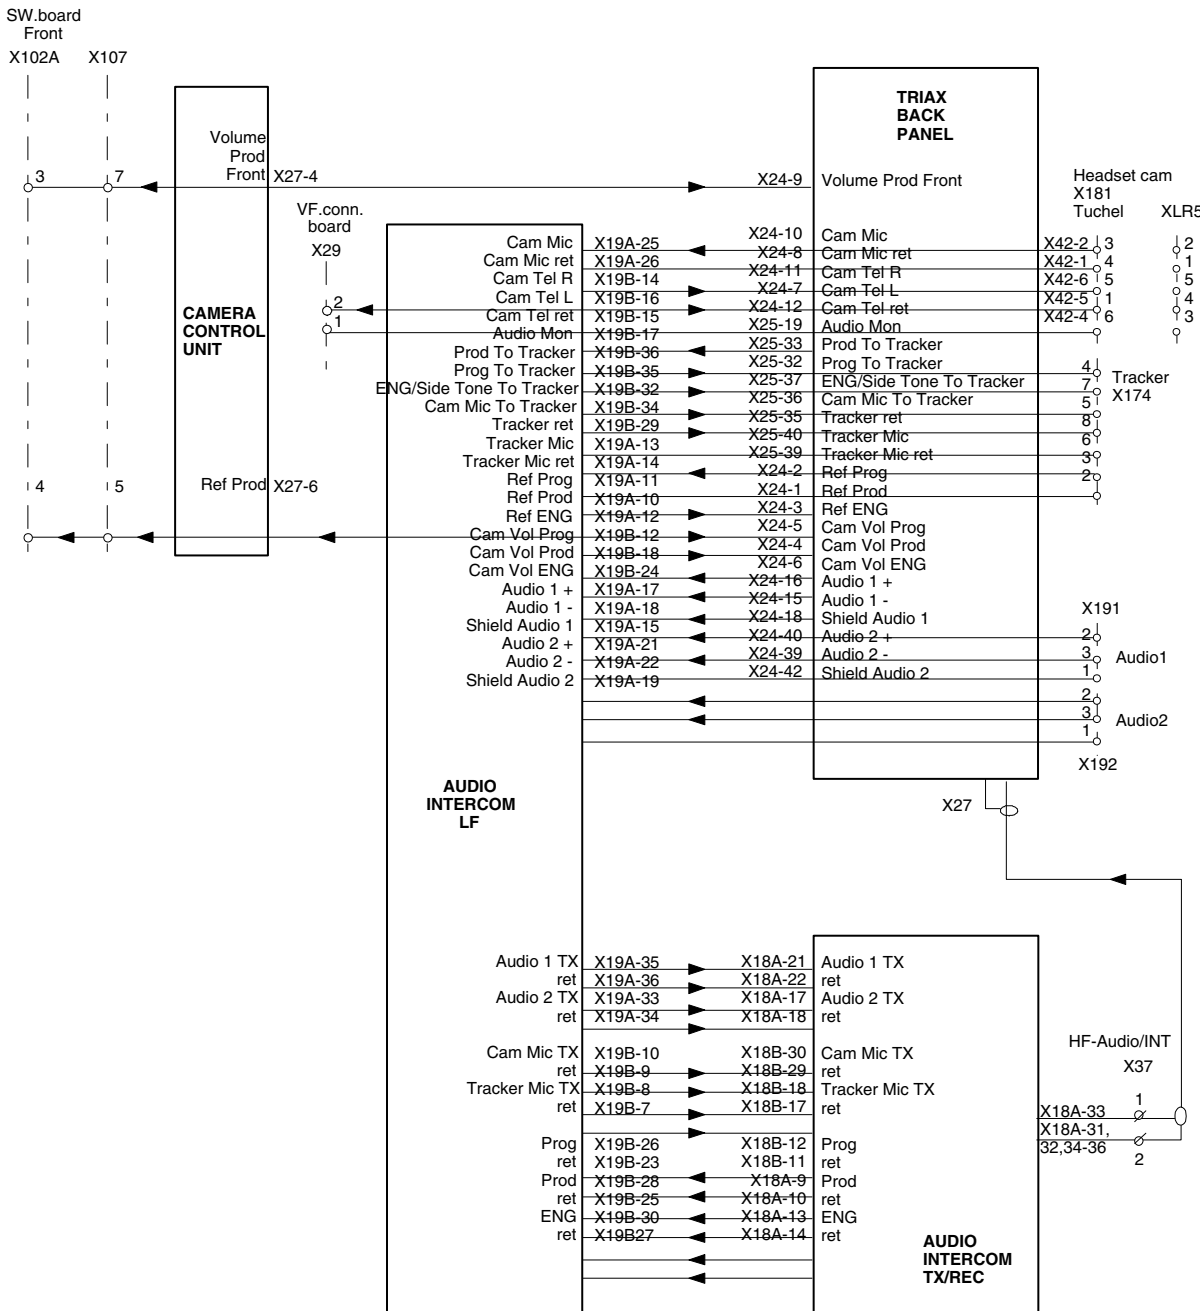 SW.board
Front
X102A
X107
3
7
4
5
Volume
Prod
Front
X27-4
CAMERA
CONTROL
UNIT
Ref Prod
X27-6
VF.conn.
board
X29
2
1
Cam Mic X19A-25
Cam Mic ret X19A-26
Cam Tel R X19B-14
Cam Tel L X19B-16
Cam Tel ret X19B-15
Audio Mon X19B-17
Prod To Tracker X19B-36
Prog To Tracker X19B-35
ENG/Side Tone To Tracker X19B-32
Cam Mic To Tracker X19B-34
Tracker ret X19B-29
Tracker Mic X19A-13
Tracker Mic ret X19A-14
Ref Prog X19A-11
Ref Prod X19A-10
Ref ENG X19A-12
Cam Vol Prog X19B-12
Cam Vol Prod X19B-18
Cam Vol ENG X19B-24
Audio 1 + X19A-17
Audio 1 - X19A-18
Shield Audio 1 X19A-15
Audio 2 + X19A-21
Audio 2 - X19A-22
Shield Audio 2 X19A-19
AUDIO
INTERCOM
LF
Audio 1 TX X19A-35
ret X19A-36
Audio 2 TX X19A-33
ret X19A-34
Cam Mic TX X19B-10
ret X19B-9
Tracker Mic TX X19B-8
ret X19B-7
Prog X19B-26
ret X19B-23
Prod X19B-28
ret X19B-25
ENG X19B-30
ret X19B27
TRIAX
BACK
PANEL
X24-9 Volume Prod Front
X24-10 Cam Mic
X24-8 Cam Mic ret
X24-11 Cam Tel R
X24-7 Cam Tel L
X24-12 Cam Tel ret
X25-19 Audio Mon
X25-33 Prod To Tracker
X25-32 Prog To Tracker
X25-37 ENG/Side Tone To Tracker
X25-36 Cam Mic To Tracker
X25-35 Tracker ret
X25-40 Tracker Mic
X25-39 Tracker Mic ret
X24-2 Ref Prog
X24-1 Ref Prod
X24-3 Ref ENG
X24-5 Cam Vol Prog
X24-4 Cam Vol Prod
X24-6 Cam Vol ENG
X24-16 Audio 1 +
X24-15 Audio 1 -
X24-18 Shield Audio 1
X24-40 Audio 2 +
X24-39 Audio 2 -
X24-42 Shield Audio 2
Headset cam
X181
Tuchel
XLR5
X42-2 3 2
X42-1 4 1
X42-6 5 5
X42-5 1 4
X42-4 6 3
4
7
5
8
6
3
2
Tracker
X174
X191
2
3
1
Audio1
2
3
1
Audio2
X192
X27
X18A-21 Audio 1 TX
X18A-22 ret
X18A-17 Audio 2 TX
X18A-18 ret
X18B-30 Cam Mic TX
X18B-29 ret
X18B-18 Tracker Mic TX
X18B-17 ret
X18B-12 Prog
X18B-11 ret
X18A-9 Prod
X18A-10 ret
X18A-13 ENG
X18A-14 ret
AUDIO
INTERCOM
TX/REC
HF-Audio/INT
X37
1
X18A-33
X18A-31,
32,34-36
2